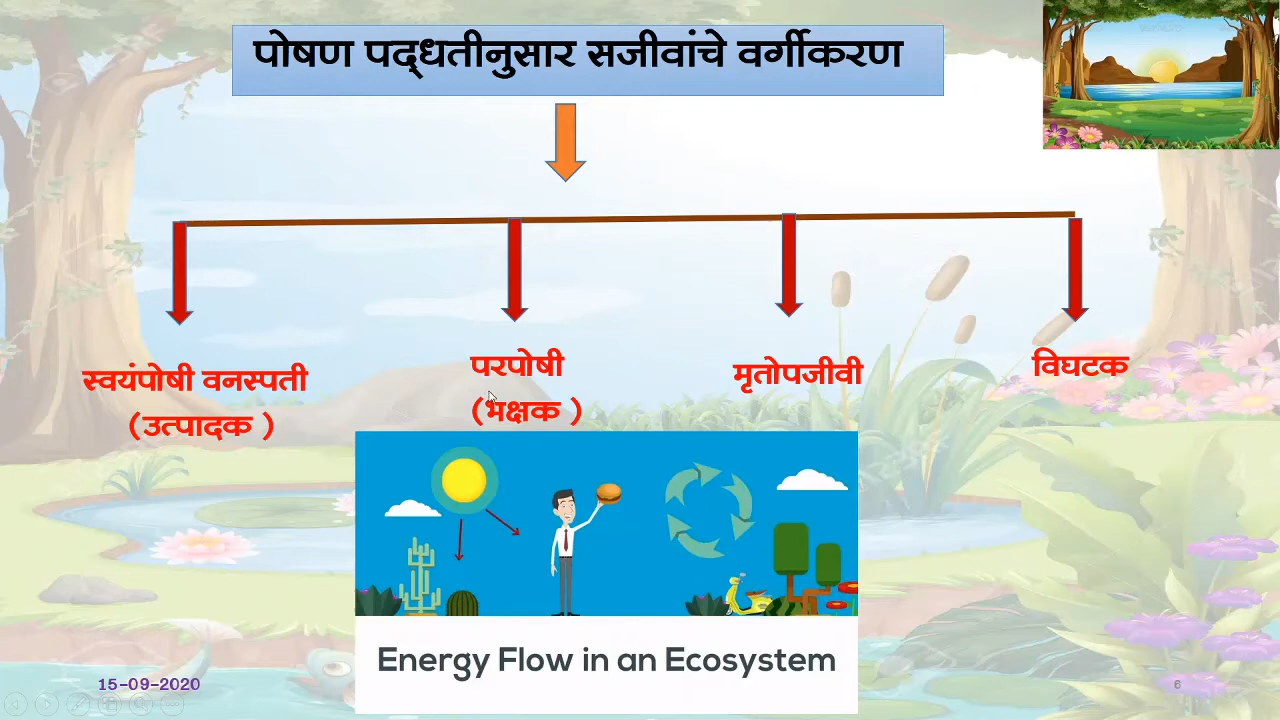 पोषण पद्धतीनुसार सजीवांचे वर्गीकरण
स्वयंपोषी वनस्पती
(उत्पादक )
परपोषी
(भक्षक )
मृतोपजीवी
विघटक
Energy Flow in an Ecosystem
15-09-2020
6